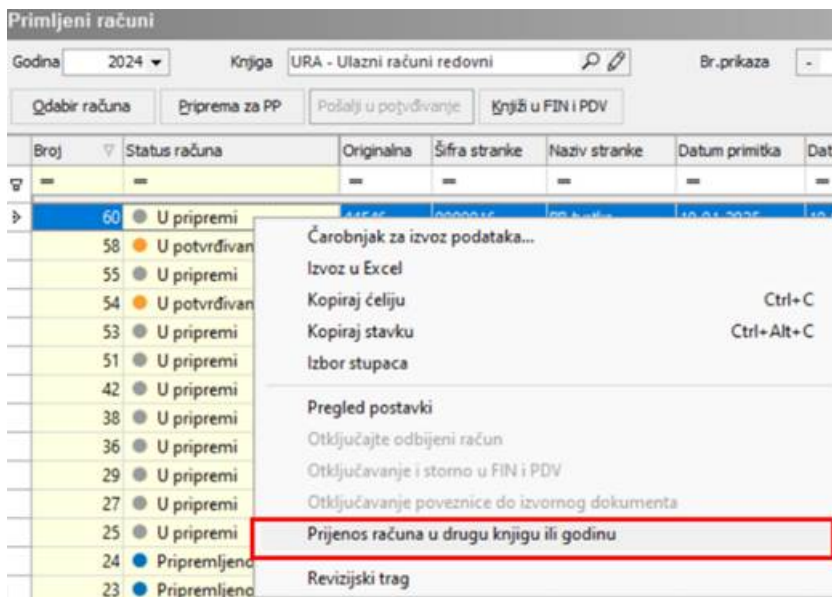 Primljeni računi
Godina 2024 Knjiga URA - Ulazni računi redovni Br.prikaza -
Odabir računa Priprema za PP Pošalji u potvđivanje Knjiži u FIN i PDV
Broj Status računa Originalna Šifra stranke Naziv stranke Datum primitka Dat
= = = = = = =
60 U pripremi
Čarobnjak za izvoz podataka...
58 U potvrđivan
Izvoz u Excel
55 U pripremi
Kopiraj ćeliju Ctrl+C
54 U potvrđivan
Kopiraj stavku Ctrl+Alt+C
53 U pripremi
Izbor stupaca
51 U pripremi
42 U pripremi
Pregled postavki
38 U pripremi
Otključajte odbijeni račun
36 U pripremi
Otključavanje i storno u FIN i PDV
29 U pripremi
Otključavanje poveznice do izvornog dokumenta
27 U pripremi
Prijenos računa u drugu knjigu ili godinu
25 U pripremi
24 Pripremljeno
Revizijski trag
23 Pripremljeno